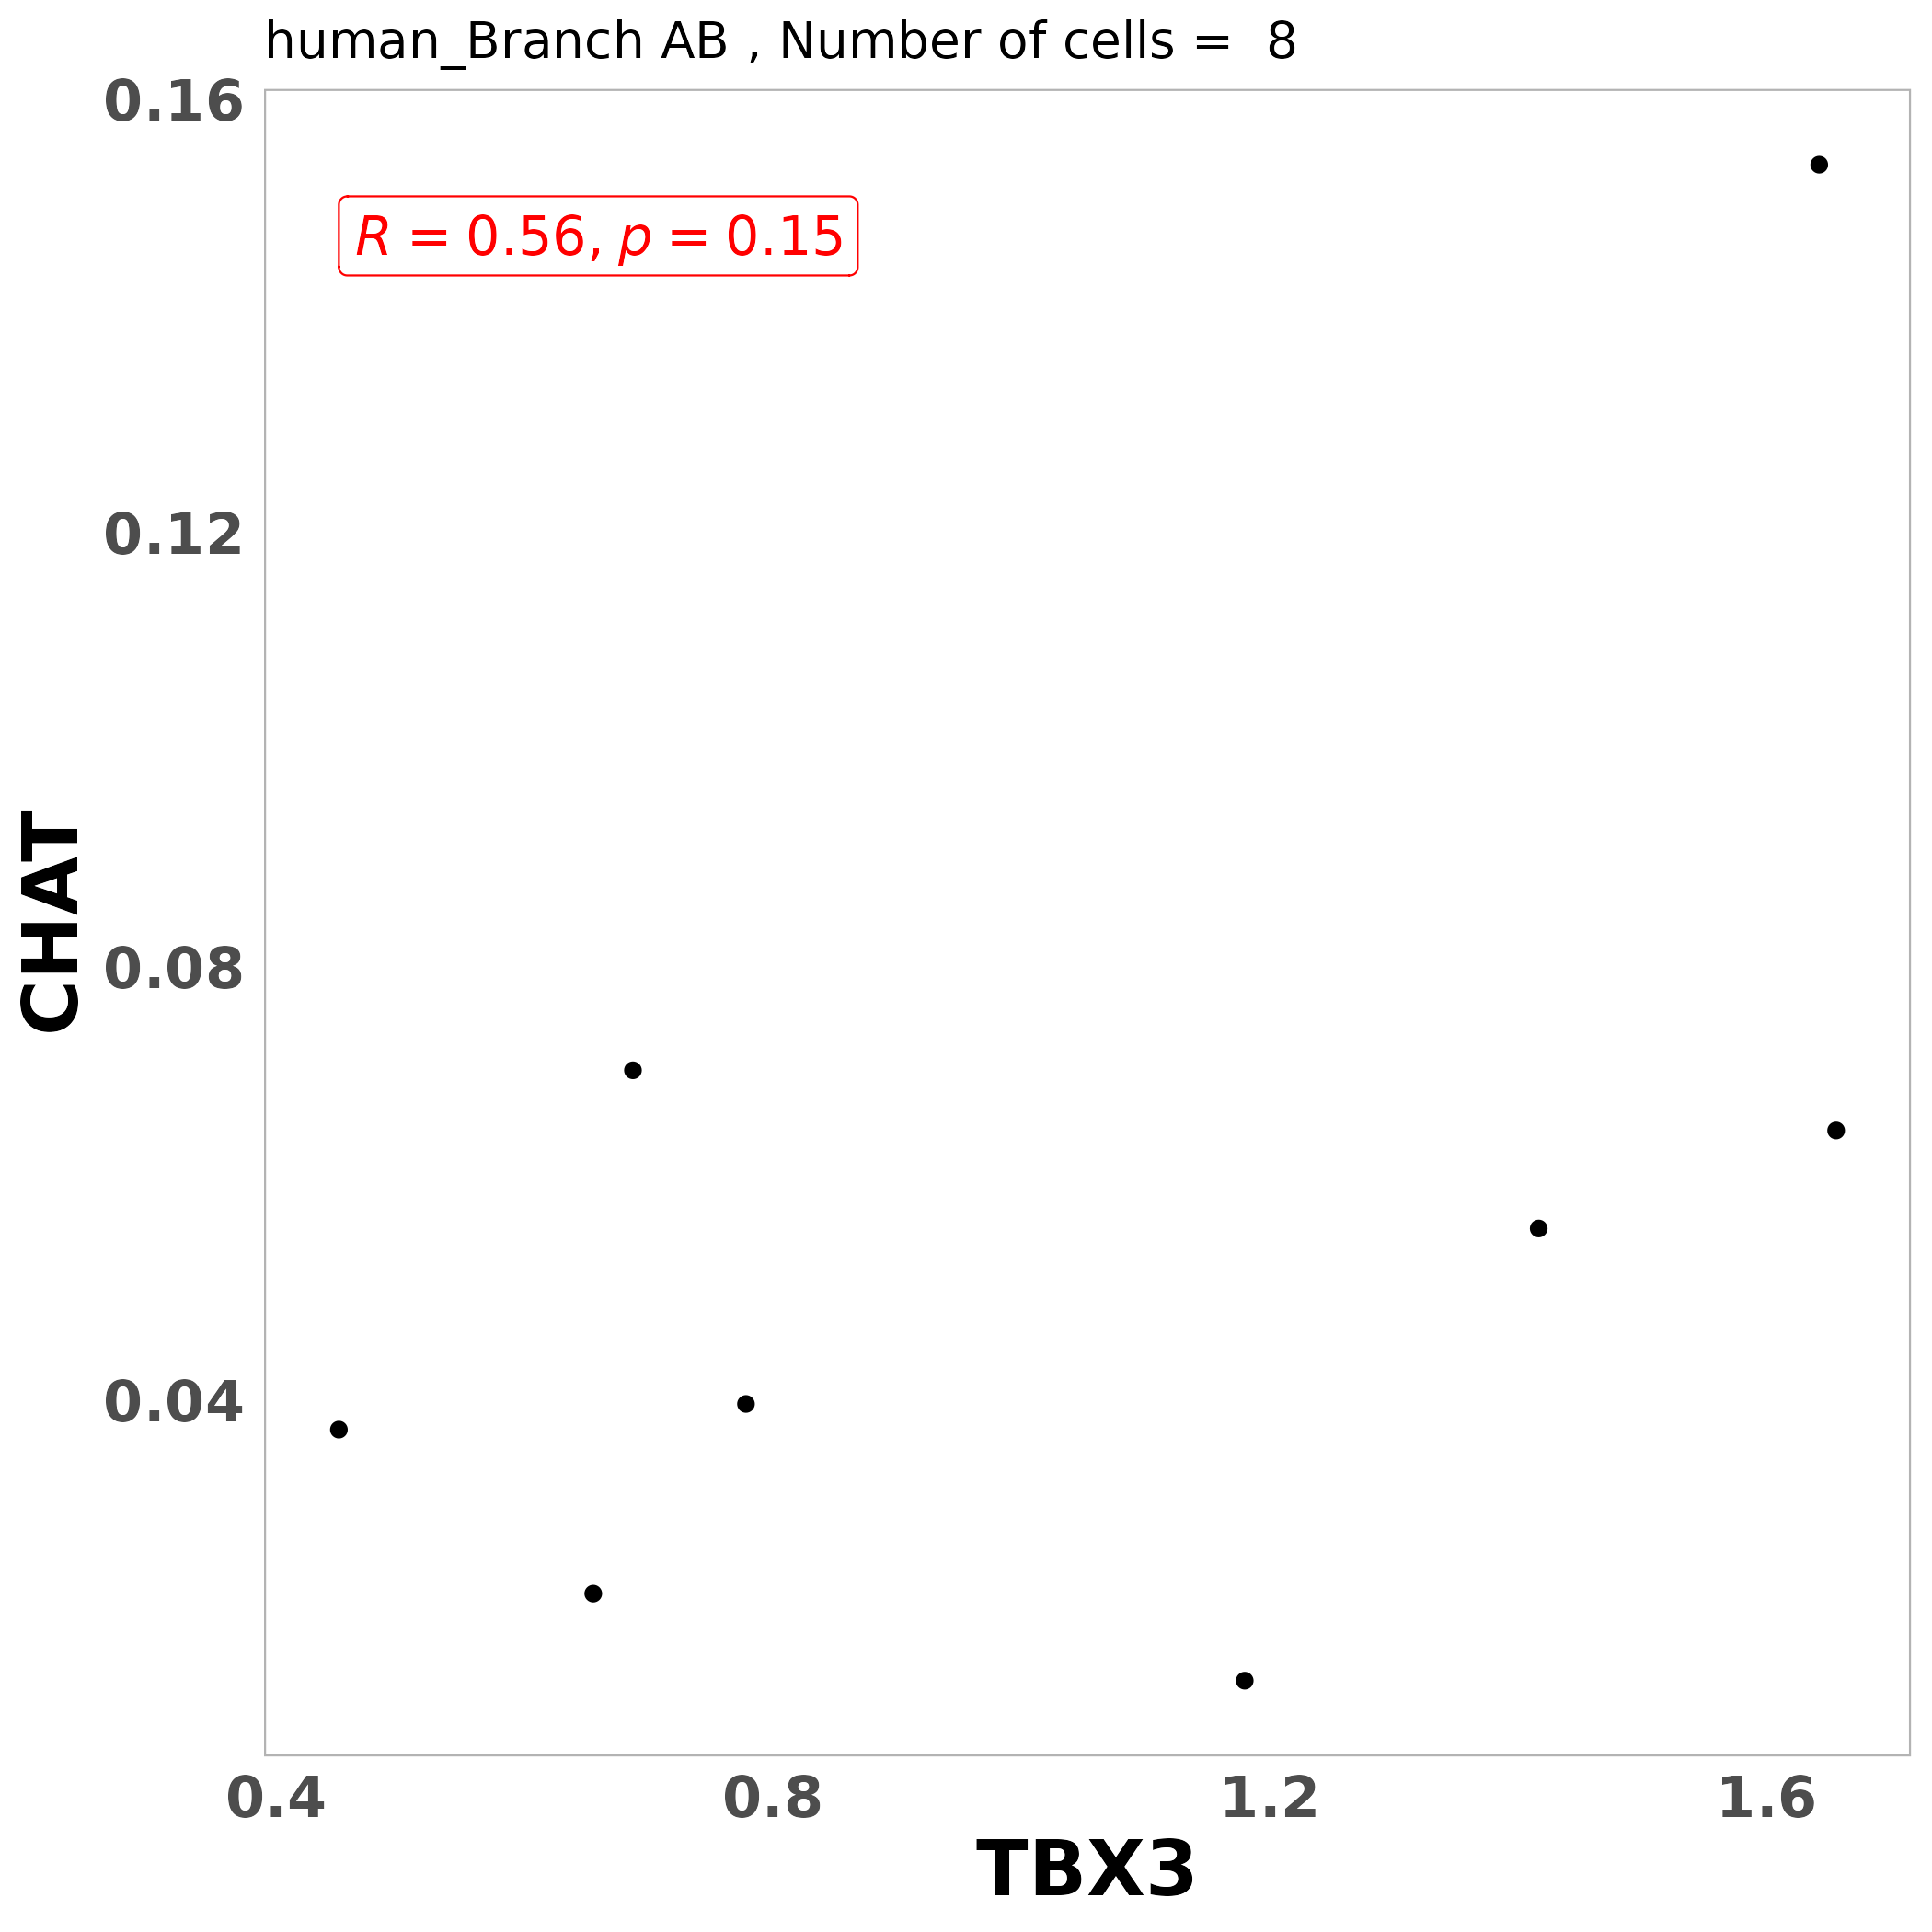 human_Branch AB , Number of cells =  8
0.16
R = 0.56, p = 0.15
0.12
CHAT
0.08
0.04
0.4 0.8 1.2 1.6
TBX3